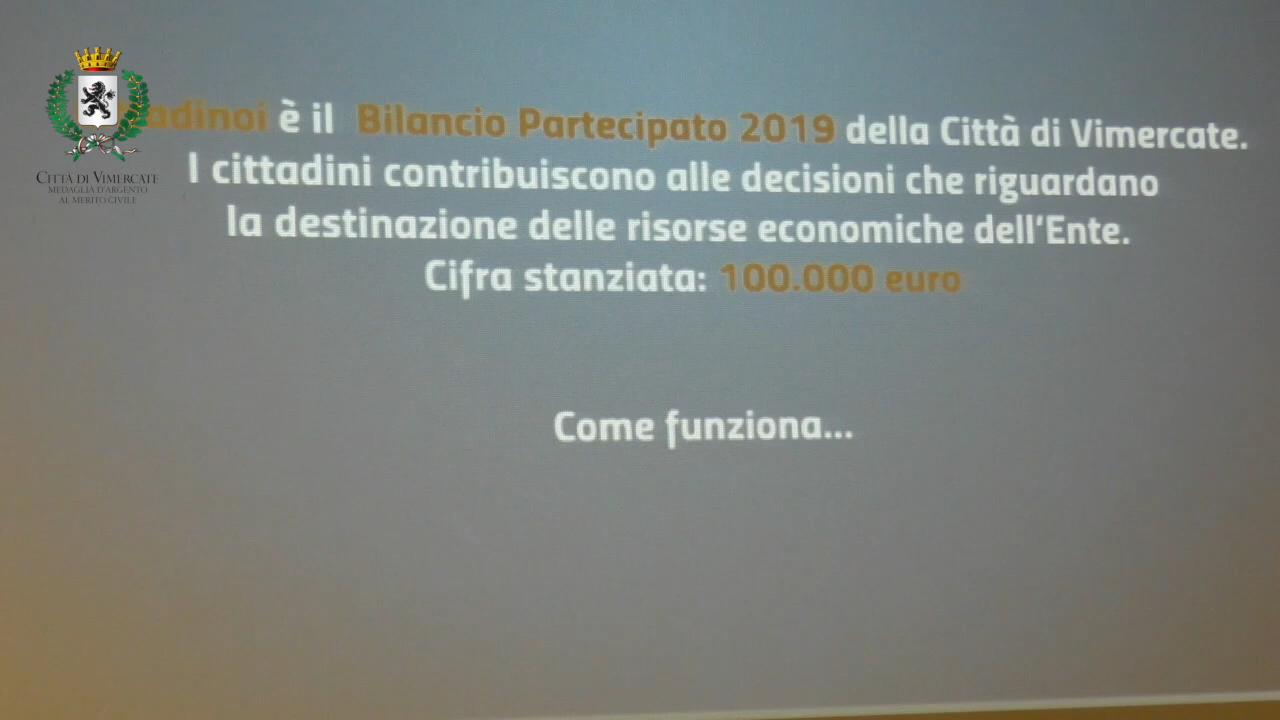 adinoi è il Bilancio Partecipato 2019 della Città di Vimercate.
I cittadini contribuiscono alle decisioni che riguardano
la destinazione delle risorse economiche dell'Ente.
Cifra stanziata: 100.000 euro
Come funziona...
CITTÀ DI VIMERCATE
MEDAGLIA D'ARGENTO
AL MERITO CIVILE